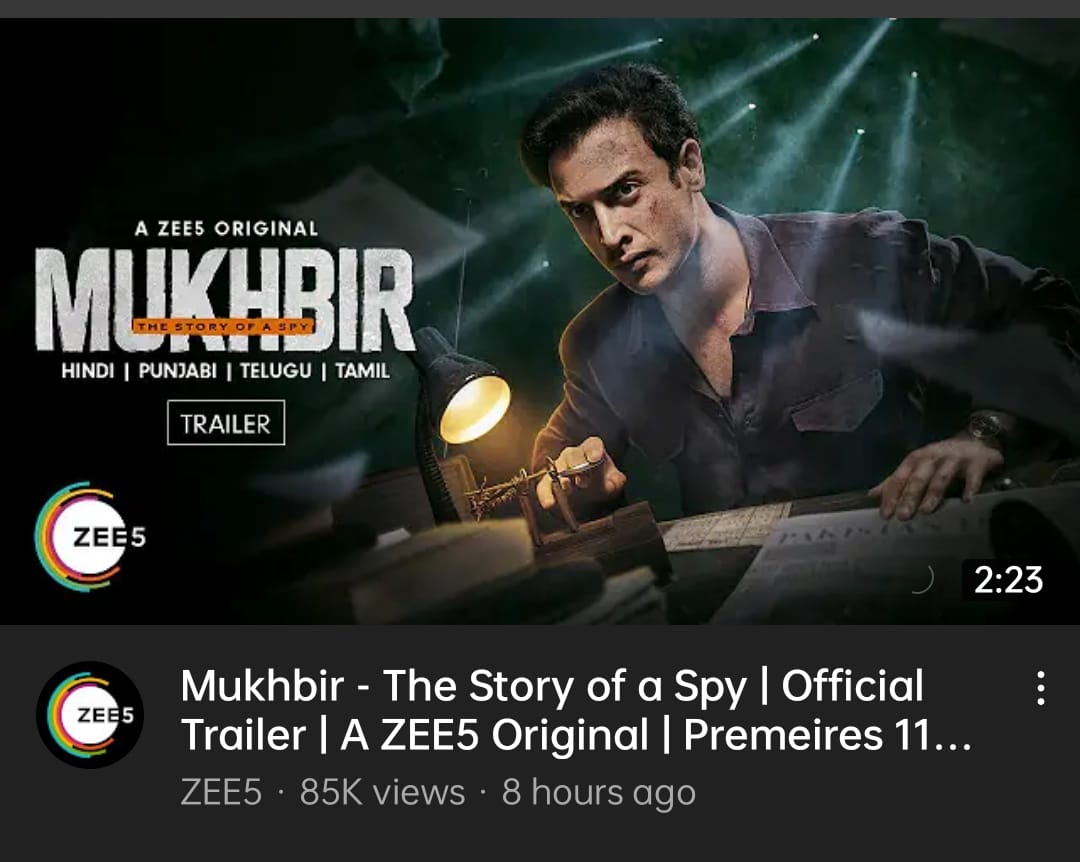 A ZEE5 ORIGINAL
MUKHBIR
THE STORY OF A SPY
HINDI | PUNJABI | TELUGU | TAMIL
TRAILER
ZEE5
2:23
ZEE5
Mukhbir - The Story of a Spy | Official
Trailer | A ZEE5 Original | Premeires 11...
ZEE5 · 85K views · 8 hours ago